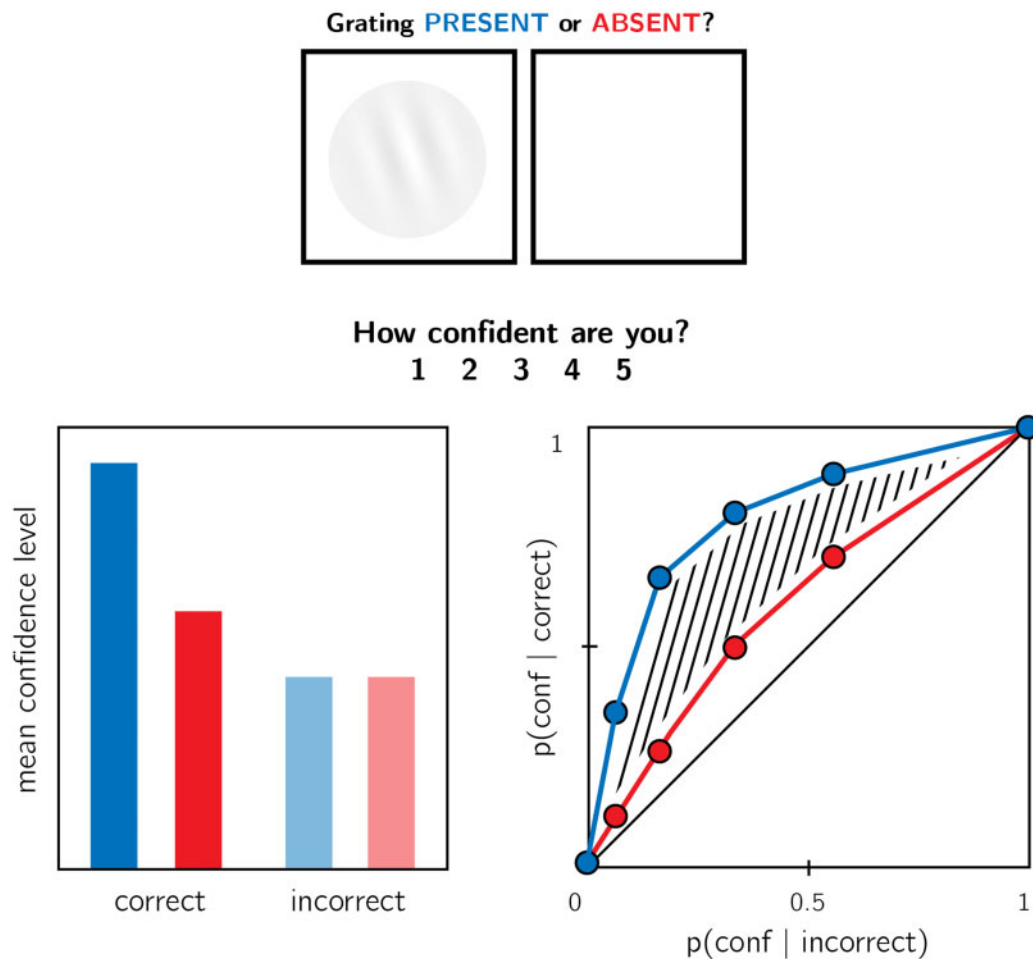 Grating PRESENT or ABSENT?
How confident are you?
1 2 3 4 5
mean confidence level
correct incorrect
p(conf | correct)
1
0 0.5 1
p(conf | incorrect)